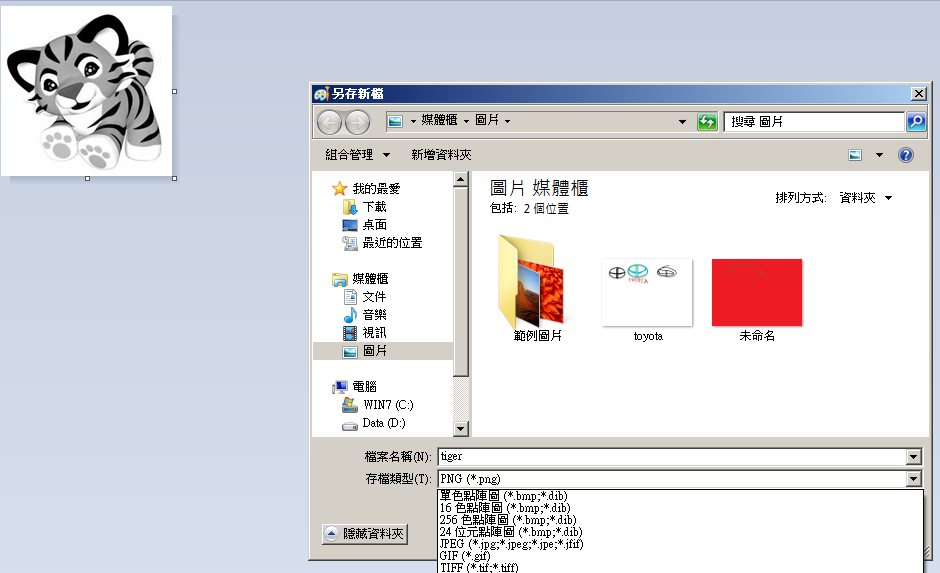 另存新檔
媒體櫃 圖片
搜尋 圖片
組合管理 新增資料夾
我的最愛
下載
桌面
最近的位置
媒體櫃
文件
音樂
視訊
圖片
電腦
WIN7 (C:)
Data (D:)
圖片 媒體櫃
包括: 2 個位置
排列方式: 資料夾
範例圖片
toyota
未命名
檔案名稱(N): tiger
存檔類型(T): PNG (*.png)
單色點陣圖 (*.bmp;*.dib)
16 色點陣圖 (*.bmp;*.dib)
256 色點陣圖 (*.bmp;*.dib)
24 位元點陣圖 (*.bmp;*.dib)
JPEG (*.jpg;*.jpeg;*.jpe;*.jfif)
GIF (*.gif)
TIFF (*.tif;*.tiff)
隱藏資料夾